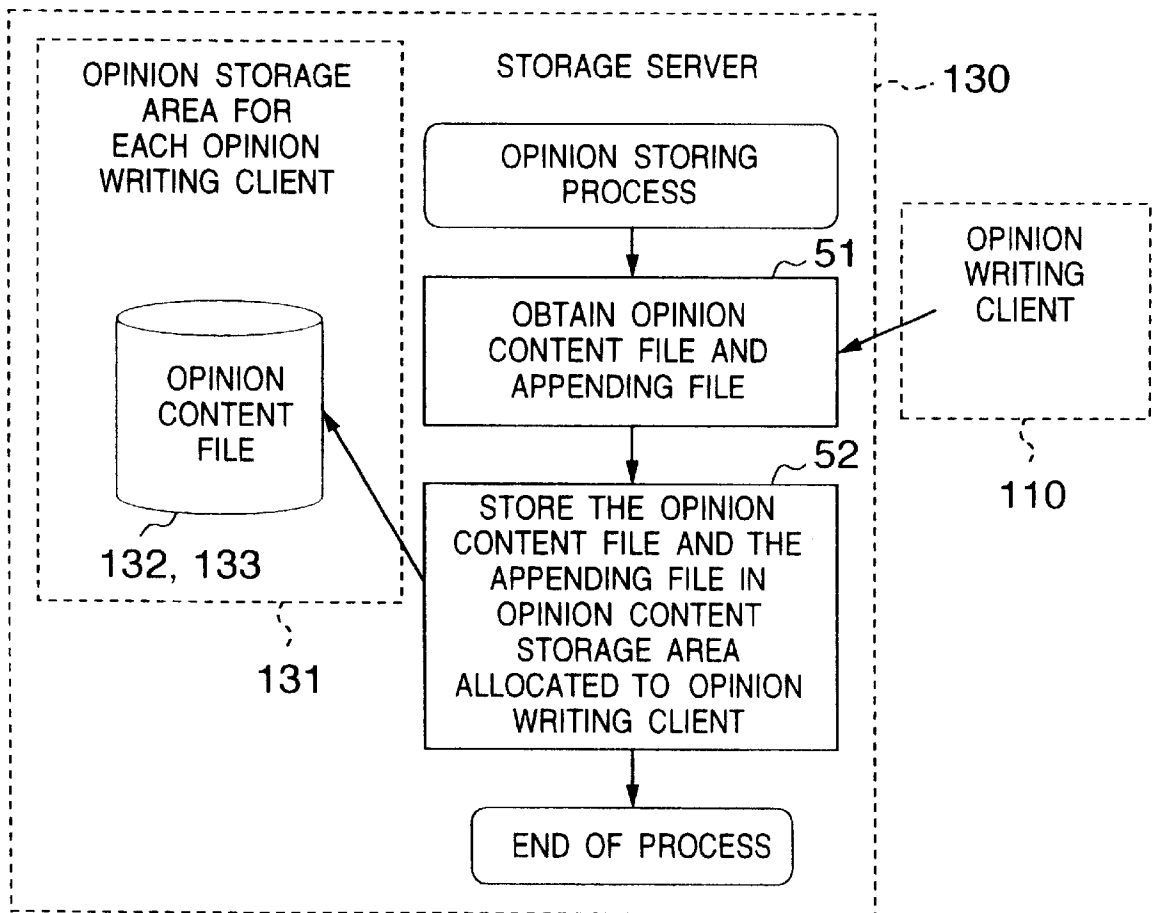 OPINION STORAGE
AREA FOR
EACH OPINION
WRITING CLIENT
OPINION
CONTENT
FILE
132, 133
131
STORAGE SERVER
130
OPINION STORING
PROCESS
51
OBTAIN OPINION
CONTENT FILE AND
APPENDING FILE
OPINION
WRITING
CLIENT
110
52
STORE THE OPINION
CONTENT FILE AND THE
APPENDING FILE IN
OPINION CONTENT
STORAGE AREA
ALLOCATED TO OPINION
WRITING CLIENT
END OF PROCESS